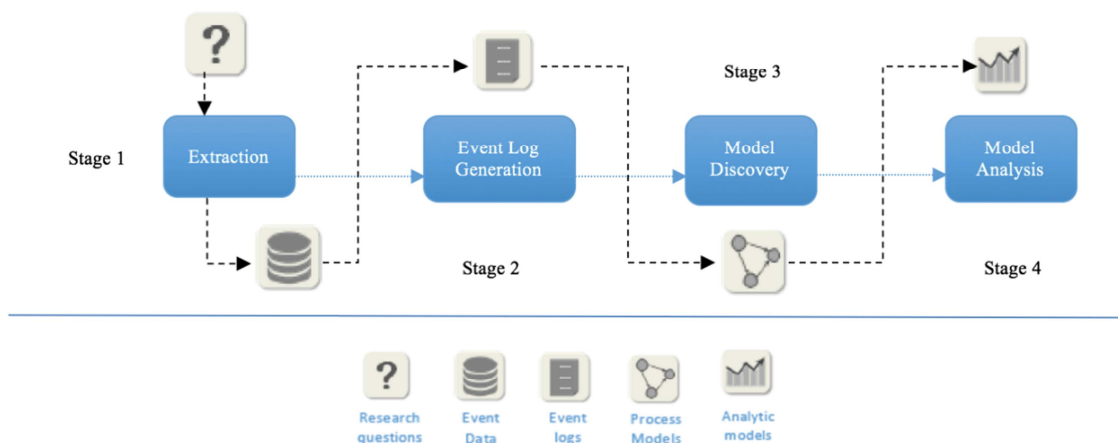 ?
Stage 3
Stage 1
Extraction
Event Log
Generation
Model
Discovery
Model
Analysis
Stage 2
Stage 4
?
Research
questions
Event
Data
Event
logs
Process
Models
Analytic
models